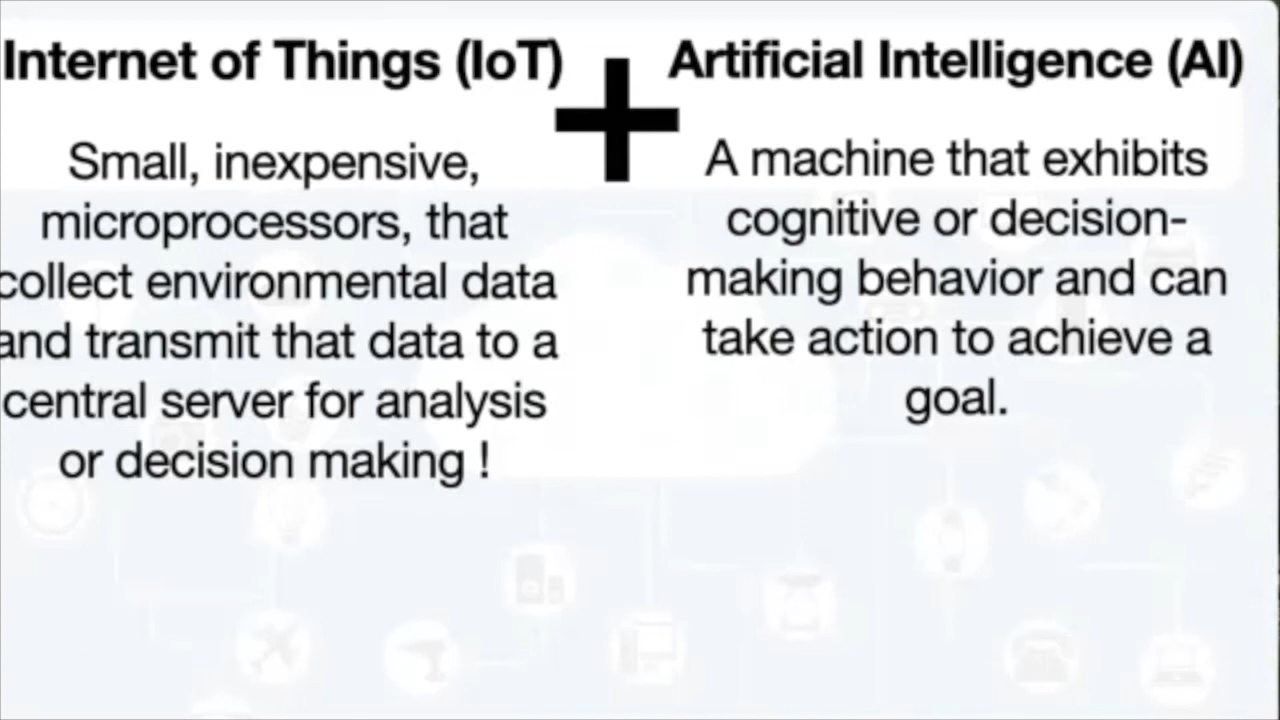 Internet of Things (IoT)
Small, inexpensive,
microprocessors, that
collect environmental data
and transmit that data to a
central server for analysis
or decision making !
+
Artificial Intelligence (AI)
A machine that exhibits
cognitive or decision-
making behavior and can
take action to achieve a
goal.